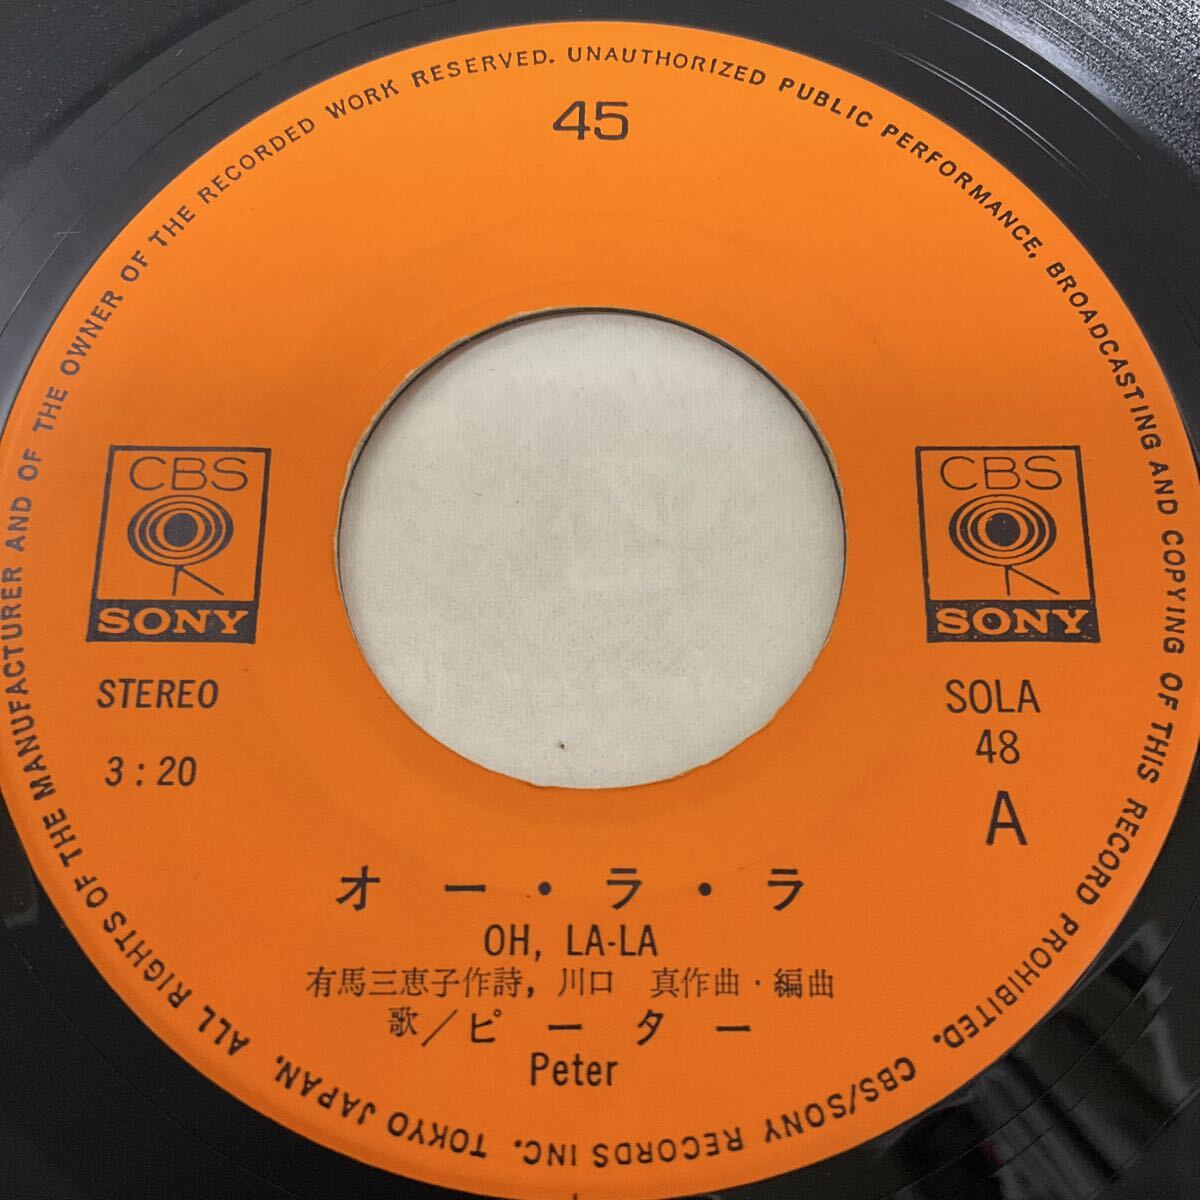 ALL RIGHTS OF THE MANUFACTURER AND OF THE OWNER OF THE RECORDED WORK RESERVED. UNAUTHORIZED PUBLIC PERFORMANCE, BROADCASTING AND COPYING OF THIS RECORD PROHIBITED. CBS/SONY RECORDS INC. TOKYO JAPAN.
45
CBS
SONY
CBS
SONY
STEREO
3:20
SOLA
48
A
オー・ラ・ラ
OH, LA-LA
有馬三恵子作詩, 川口 真作曲・編曲
歌/ピーター
Peter